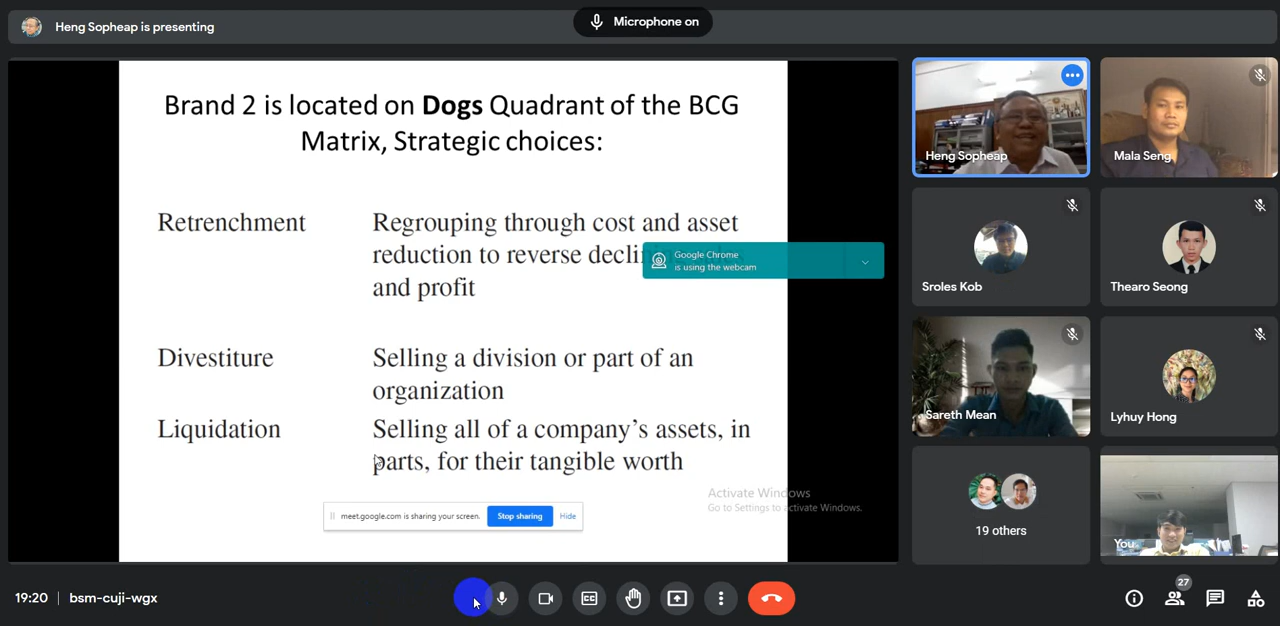 Heng Sopheap is presenting
Microphone on
Brand 2 is located on Dogs Quadrant of the BCG
Matrix, Strategic choices:
Retrenchment
Regrouping through cost and asset
reduction to reverse
and profit
Google Chrome
is using the webcam
Divestiture
Selling a division or part of an
organization
Liquidation
Selling all of a company's assets, in
parts, for their tangible worth
Activate Windows
Go to Settings to activate Windows.
meet.google.com is sharing your screen.
Stop sharing
Hide
Heng Sopheap
Mala Seng
Sroles Kob
Thearo Seong
Sareth Mean
Lyhuy Hong
19 others
You
19:20
bsm-cuji-wgx
CC
27